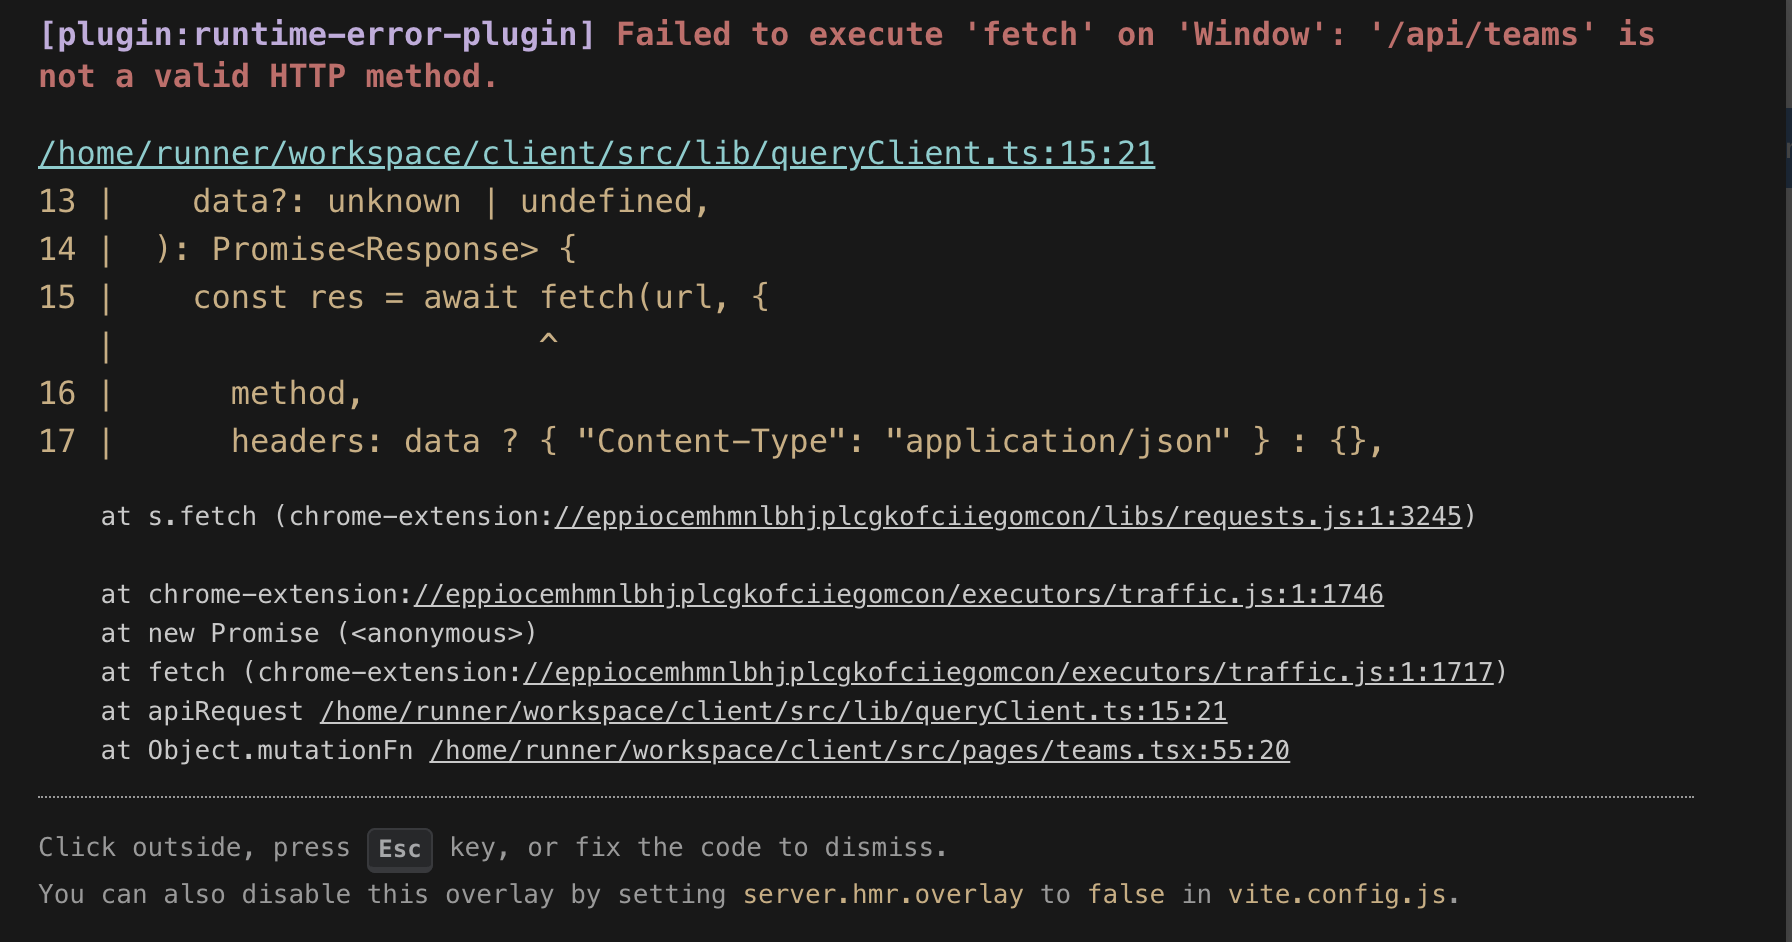 [plugin:runtime-error-plugin] Failed to execute 'fetch' on 'Window': '/api/teams' is
not a valid HTTP method.
/home/runner/workspace/client/src/lib/queryClient.ts:15:21
13 |    data?: unknown | undefined,
14 |  ): Promise<Response> {
15 |    const res = await fetch(url, {
   |                      ^
16 |      method,
17 |      headers: data ? { "Content-Type": "application/json" } : {},
at s.fetch (chrome-extension://eppiocemhmnlbhjplcgkofciiegomcon/libs/requests.js:1:3245)
at chrome-extension://eppiocemhmnlbhjplcgkofciiegomcon/executors/traffic.js:1:1746
at new Promise (<anonymous>)
at fetch (chrome-extension://eppiocemhmnlbhjplcgkofciiegomcon/executors/traffic.js:1:1717)
at apiRequest /home/runner/workspace/client/src/lib/queryClient.ts:15:21
at Object.mutationFn /home/runner/workspace/client/src/pages/teams.tsx:55:20
Click outside, press Esc key, or fix the code to dismiss.
You can also disable this overlay by setting server.hmr.overlay to false in vite.config.js.